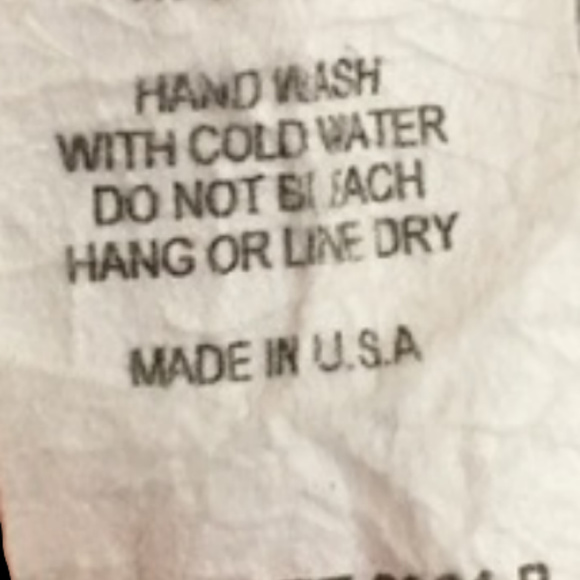 HAND WASH
WITH COLD WATER
DO NOT BLEACH
HANG OR LINE DRY
MADE IN U.S.A